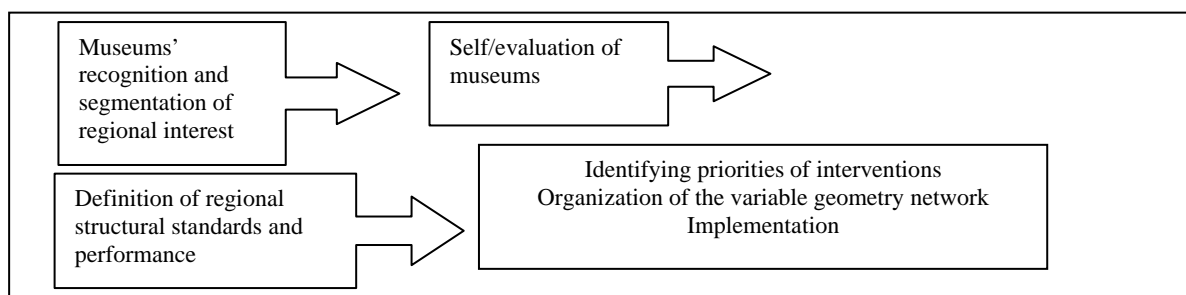 Museums’
recognition and
segmentation of
regional interest
Self/evaluation of
museums
Definition of regional
structural standards and
performance
Identifying priorities of interventions
Organization of the variable geometry network
Implementation